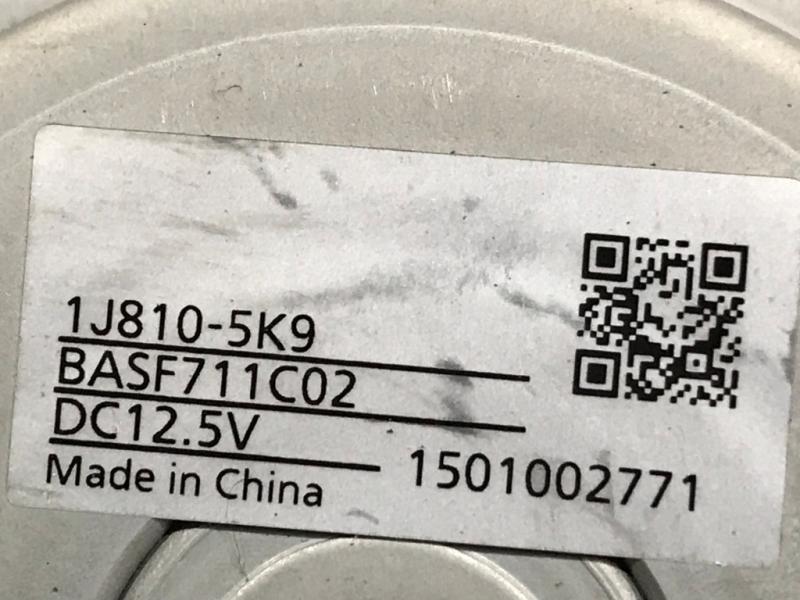 1J810-5K9
BASF711C02
DC12.5V
Made in China
1501002771